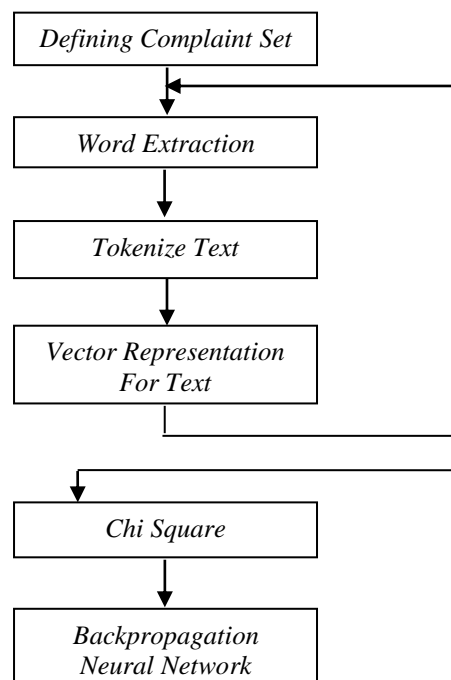 Defining Complaint Set
Word Extraction
Tokenize Text
Vector Representation
For Text
Chi Square
Backpropagation
Neural Network